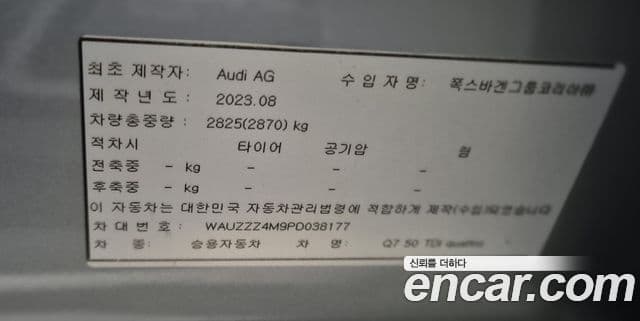 최초 제작자: Audi AG 수 입 자 명: 폭스바겐그룹코리아㈜
제 작 년 도 : 2023.08
차량총중량 : 2825(2870) kg
적차시 타이어 공기압 림
전축중 - kg - - -
후축중 - kg - - -
이 자동차는 대한민국 자동차관리법령에 적합하게 제작(수입)되었습니다
차 대 번 호 : WAUZZZ4M9PD038177
차 종: 승용자동차 차 명: Q7 50 TDI quattro
신뢰를 더하다
encar.com